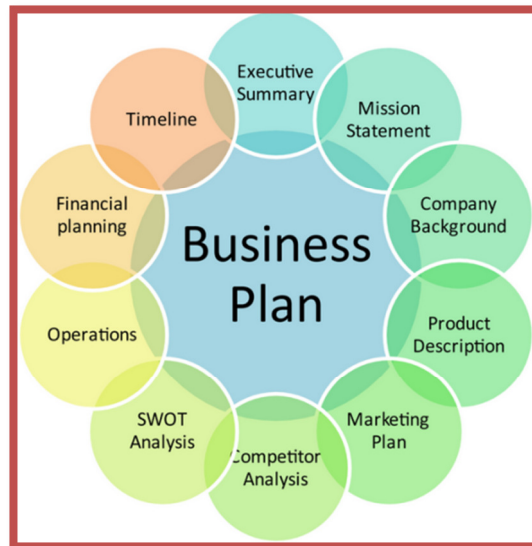 Business
Plan
Executive
Summary
Mission
Statement
Company
Background
Product
Description
Marketing
Plan
Competitor
Analysis
SWOT
Analysis
Operations
Financial
planning
Timeline